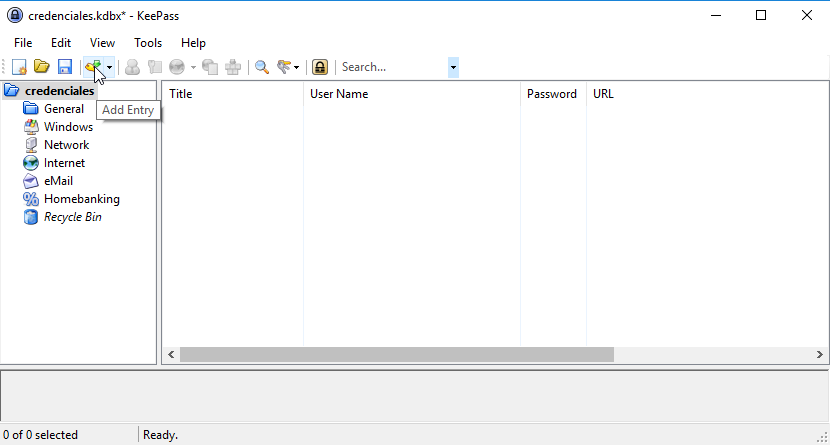 credenciales.kdbx* - KeePass
File Edit View Tools Help
Search...
credenciales
General
Windows
Network
Internet
eMail
Homebanking
Recycle Bin
Add Entry
Title User Name Password URL
0 of 0 selected Ready.